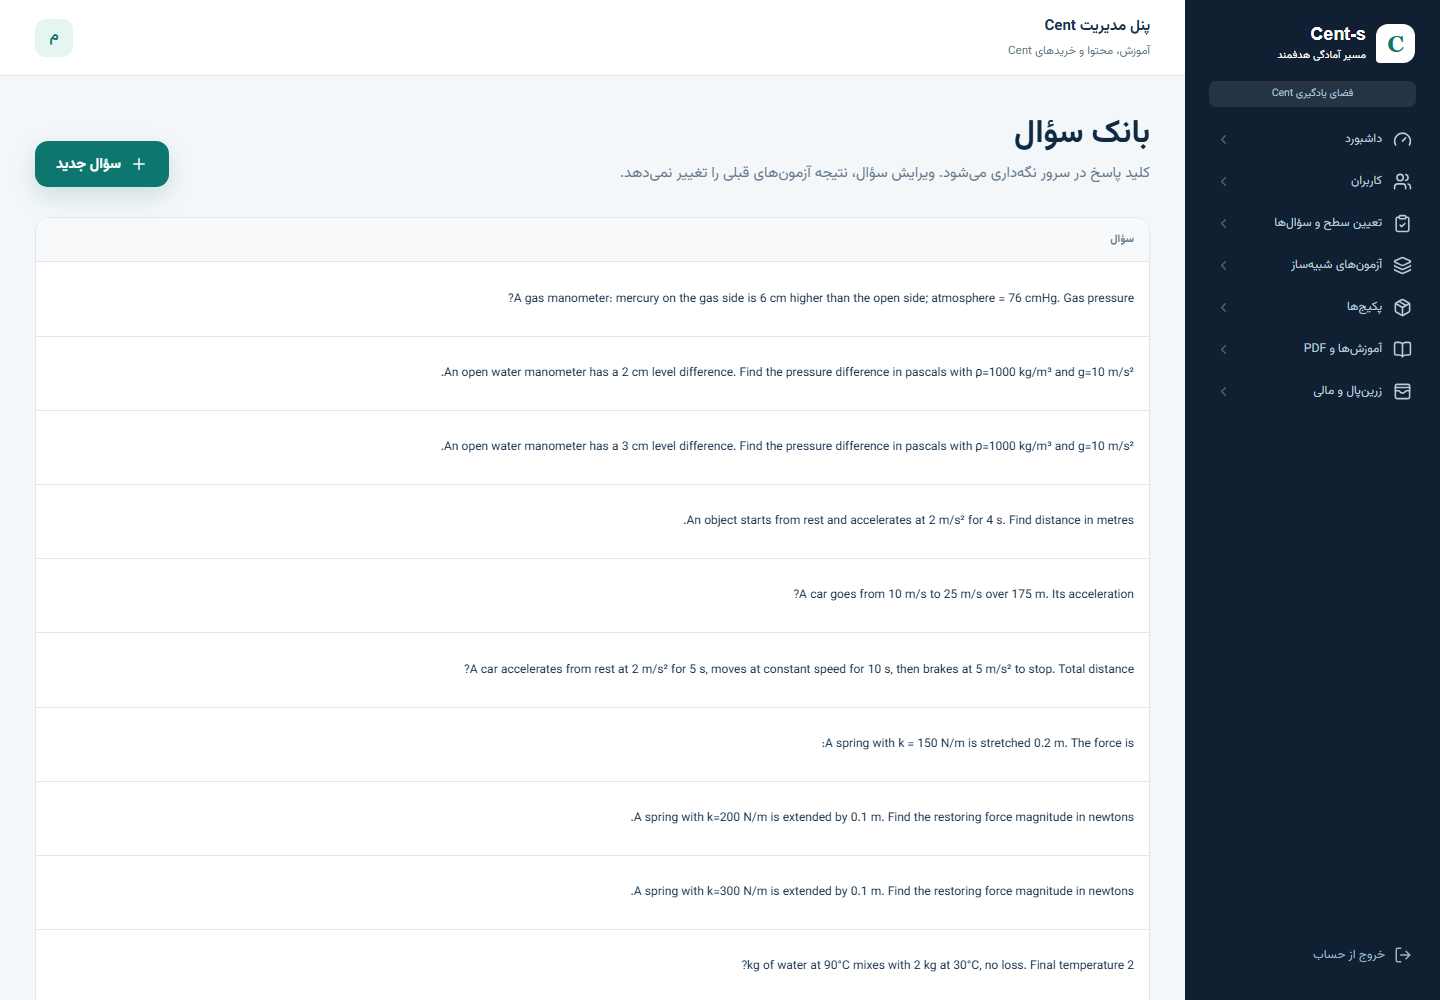 پنل مدیریت Cent
آموزش، محتوا و خریدهای Cent
م
C
Cent-s
مسیر آمادگی هدفمند
فضای یادگیری Cent
داشبورد
کاربران
تعیین سطح و سؤال‌ها
آزمون‌های شبیه‌ساز
پکیج‌ها
آموزش‌ها و PDF
زرین‌پال و مالی
خروج از حساب
بانک سؤال
کلید پاسخ در سرور نگه‌داری می‌شود. ویرایش سؤال، نتیجه آزمون‌های قبلی را تغییر نمی‌دهد.
سؤال جدید
سؤال
A gas manometer: mercury on the gas side is 6 cm higher than the open side; atmosphere = 76 cmHg. Gas pressure?
An open water manometer has a 2 cm level difference. Find the pressure difference in pascals with ρ=1000 kg/m³ and g=10 m/s².
An open water manometer has a 3 cm level difference. Find the pressure difference in pascals with ρ=1000 kg/m³ and g=10 m/s².
An object starts from rest and accelerates at 2 m/s² for 4 s. Find distance in metres.
A car goes from 10 m/s to 25 m/s over 175 m. Its acceleration?
A car accelerates from rest at 2 m/s² for 5 s, moves at constant speed for 10 s, then brakes at 5 m/s² to stop. Total distance?
A spring with k = 150 N/m is stretched 0.2 m. The force is:
A spring with k=200 N/m is extended by 0.1 m. Find the restoring force magnitude in newtons.
A spring with k=300 N/m is extended by 0.1 m. Find the restoring force magnitude in newtons.
2 kg of water at 90°C mixes with 2 kg at 30°C, no loss. Final temperature?